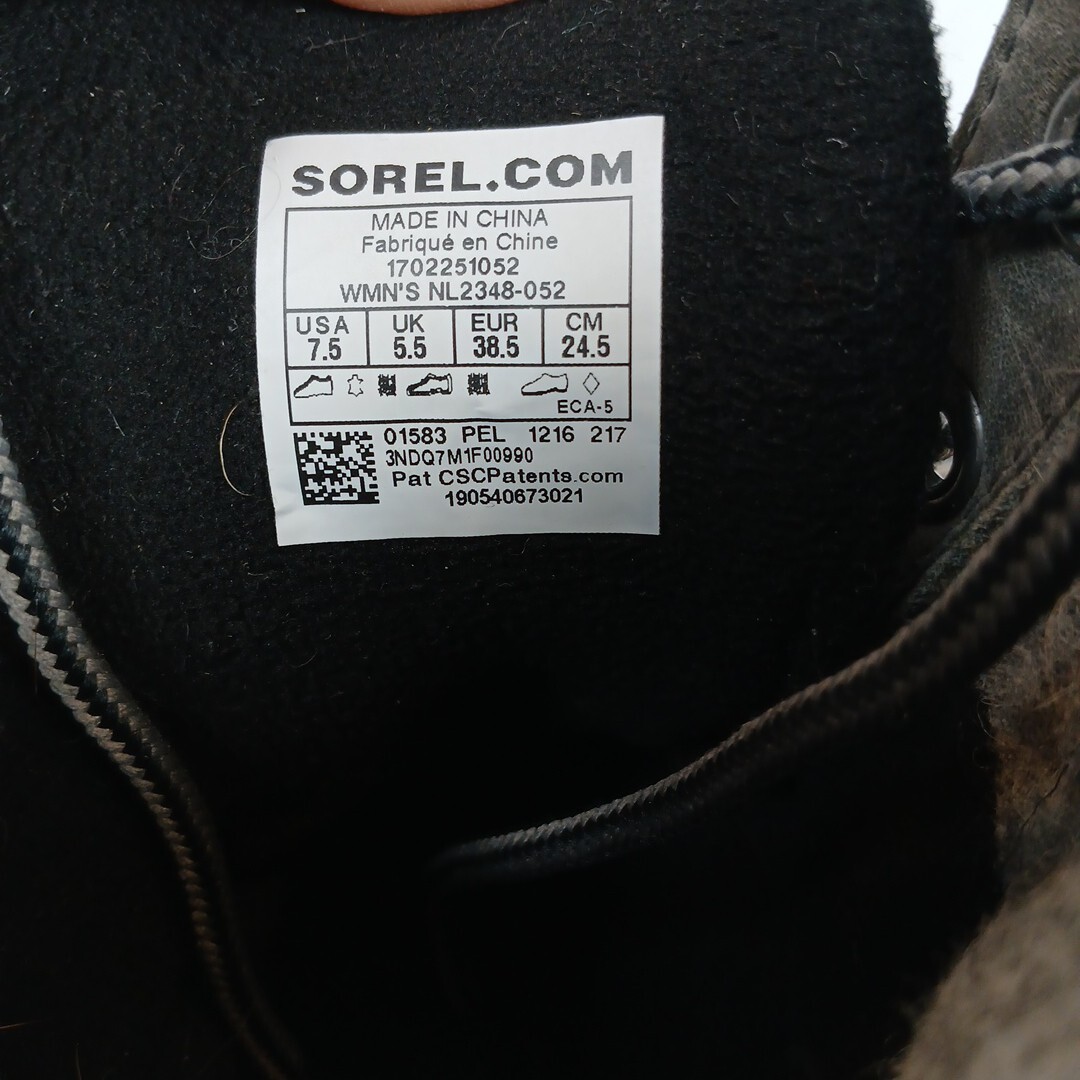 SOREL.COM
MADE IN CHINA
Fabriqué en Chine
1702251052
WMN'S NL2348-052
USA UK EUR CM
7.5 5.5 38.5 24.5
ECA-5
01583 PEL 1216 217
3NDQ7M1F00990
Pat CSCPatents.com
190540673021